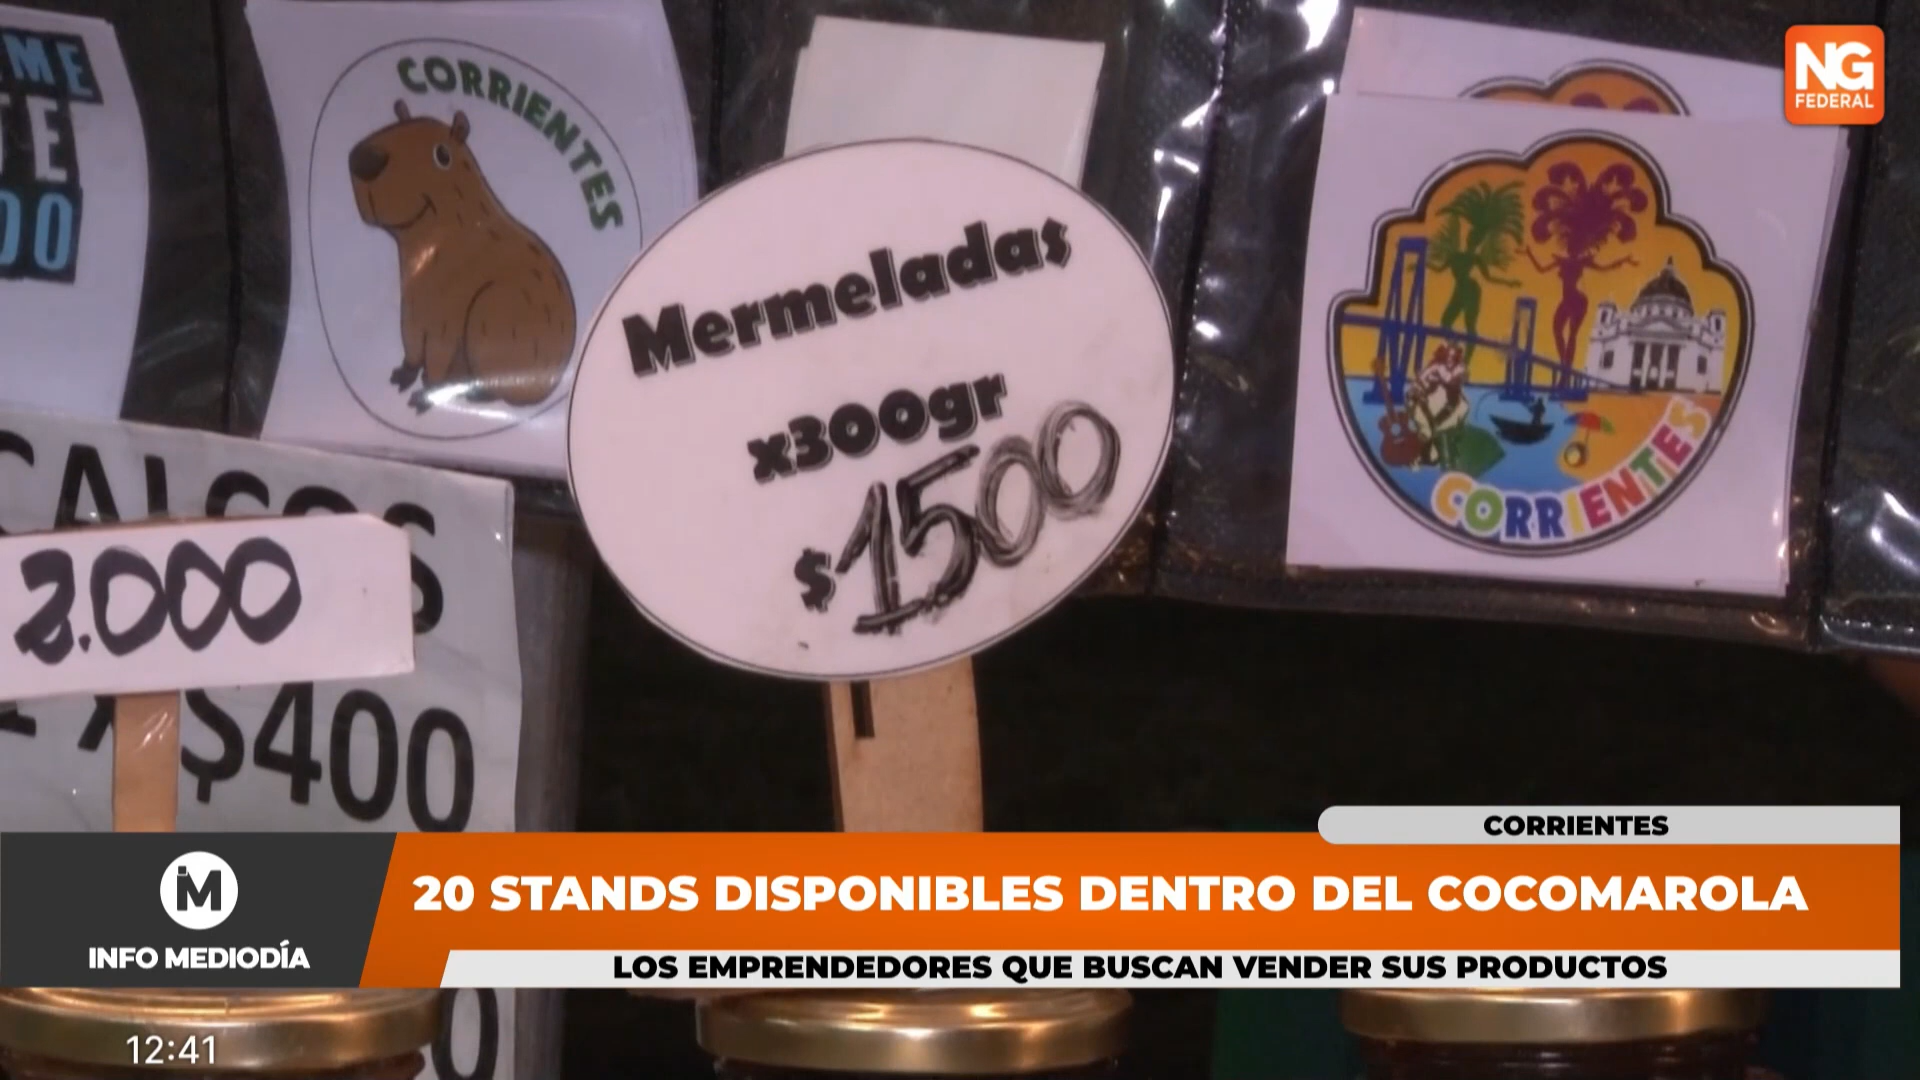 NG
FEDERAL
CORRIENTES
Mermeladas
x300gr
$1500
CORRIENTES
2.000
$400
CORRIENTES
20 STANDS DISPONIBLES DENTRO DEL COCOMAROLA
LOS EMPRENDEDORES QUE BUSCAN VENDER SUS PRODUCTOS
iM
INFO MEDIODÍA
12:41